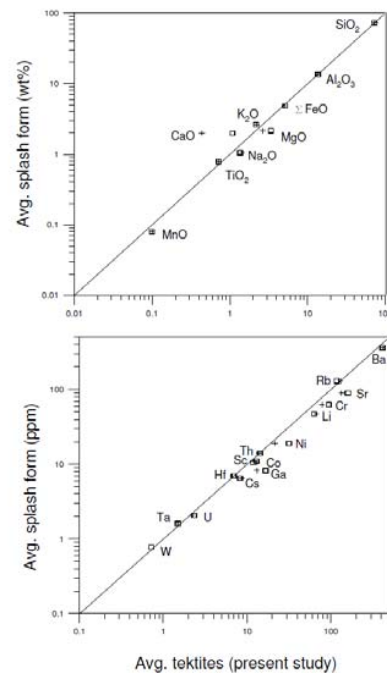 100
10
1
0.1
0.01
Avg. splash form (wt%)
SiO₂
Al₂O₃
K₂O
ΣFeO
CaO
MgO
Na₂O
TiO₂
MnO
0.01 0.1 1 10 100
100
10
1
0.1
Avg. splash form (ppm)
Ba
Rb
Sr
Cr
Li
Th
Ni
Sc
Co
Hf
Ga
Cs
Ta
U
W
0.1 1 10 100
Avg. tektites (present study)